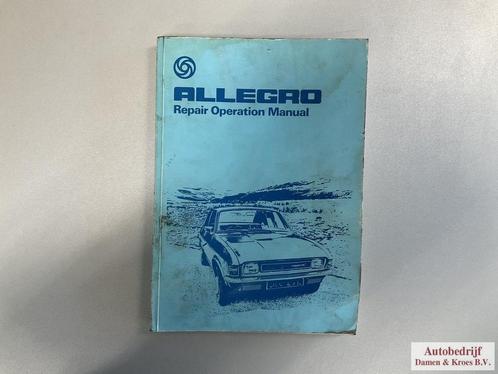 ALLEGRO
Repair Operation Manual
Autobedrijf
Damen & Kroes B.V.